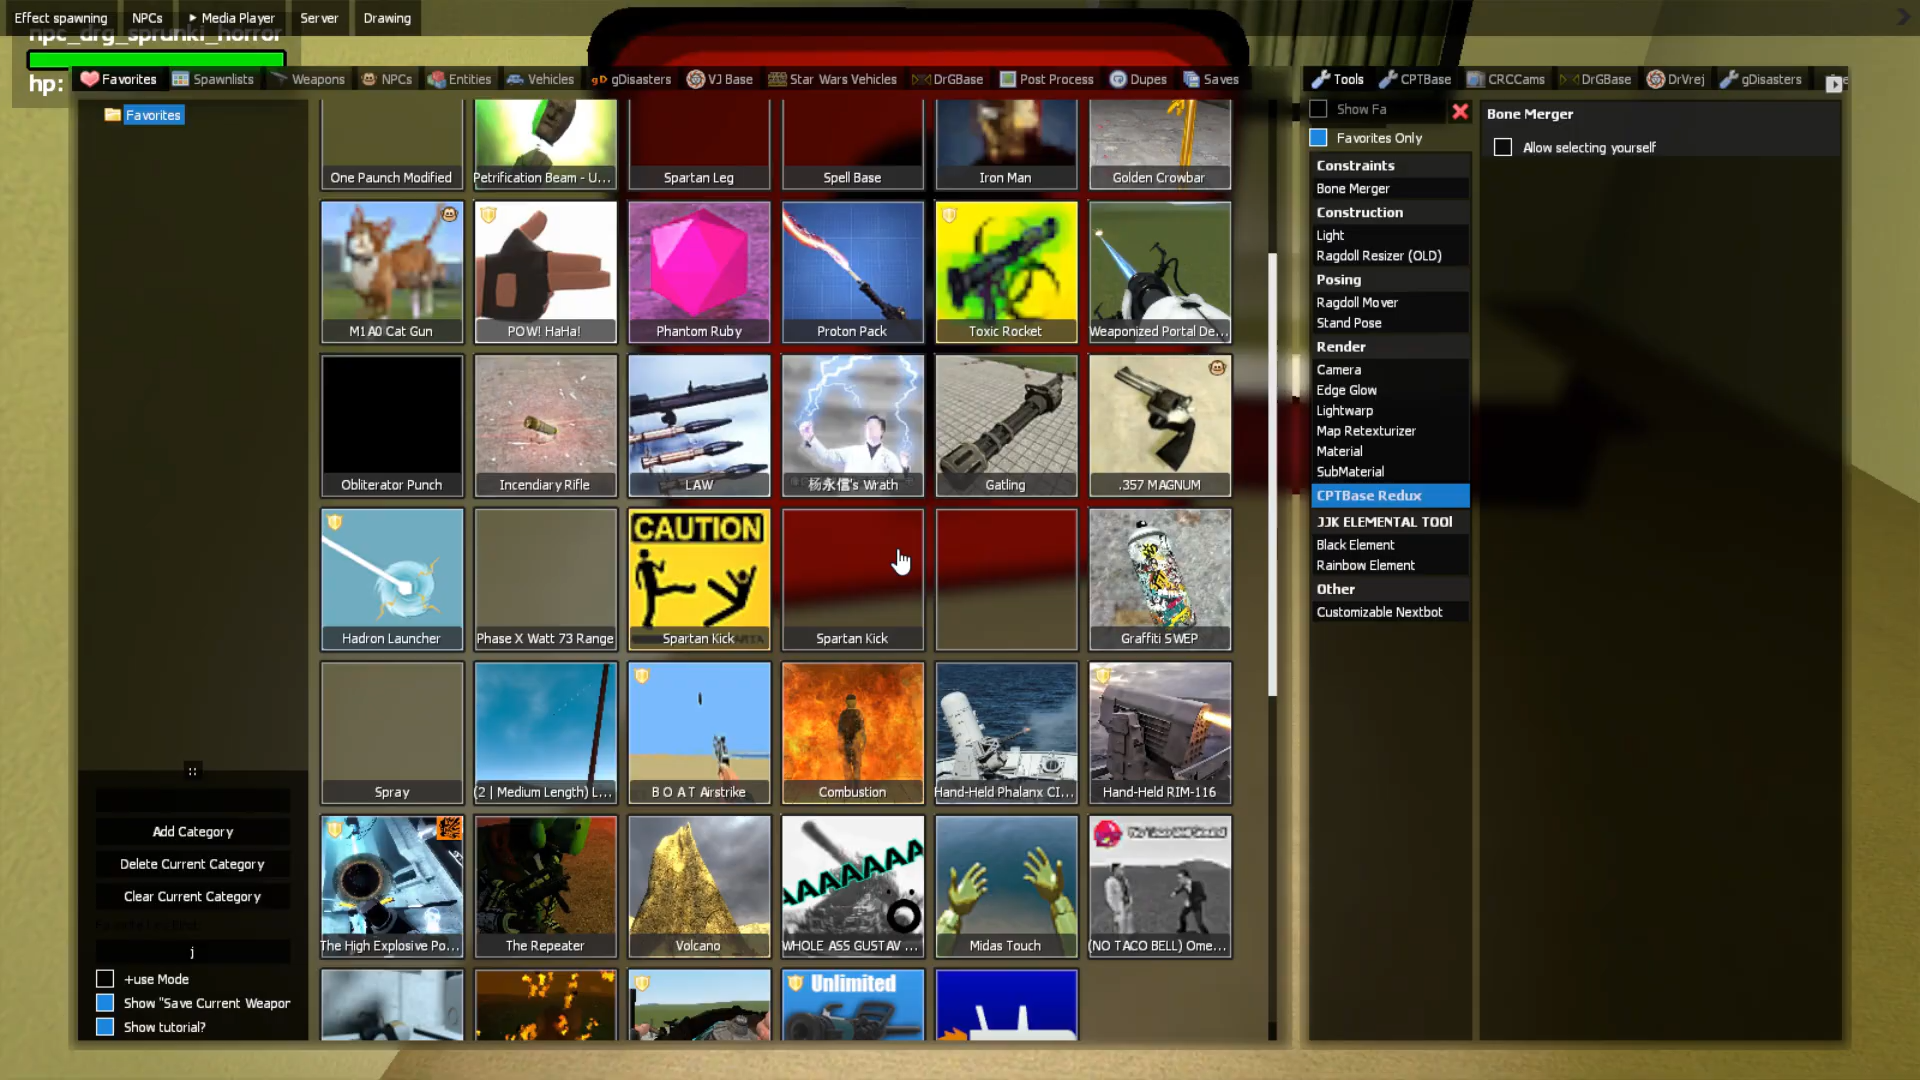 Effect spawning NPCs Media Player Server Drawing
npc_drg_sprunki_horror
hp:
Favorites Spawnlists Weapons NPCs Entities Vehicles gDisasters VJ Base Star Wars Vehicles DrGBase Post Process Dupes Saves
Tools CPTBase CRCCams DrGBase DrVrej gDisasters
Favorites
One Paunch Modified Petrification Beam - U... Spartan Leg Spell Base Iron Man Golden Crowbar
M1A0 Cat Gun POW! HaHa! Phantom Ruby Proton Pack Toxic Rocket Weaponized Portal De...
Obliterator Punch Incendiary Rifle LAW 杨永信's Wrath Gatling .357 MAGNUM
CAUTION
Hadron Launcher Phase X Watt 73 Range Spartan Kick Spartan Kick Graffiti SWEP
Spray (2 | Medium Length) L... B O A T Airstrike Combustion Hand-Held Phalanx CI... Hand-Held RIM-116
AAAAAAA
The High Explosive Po... The Repeater Volcano WHOLE ASS GUSTAV ... Midas Touch (NO TACO BELL) Ome...
Unlimited
Add Category
Delete Current Category
Clear Current Category
j
+use Mode
Show "Save Current Weapon
Show tutorial?
Show Fa
Favorites Only
Constraints
Bone Merger
Construction
Light
Ragdoll Resizer (OLD)
Posing
Ragdoll Mover
Stand Pose
Render
Camera
Edge Glow
Lightwarp
Map Retexturizer
Material
SubMaterial
CPTBase Redux
JJK ELEMENTAL TOOl
Black Element
Rainbow Element
Other
Customizable Nextbot
Bone Merger
Allow selecting yourself